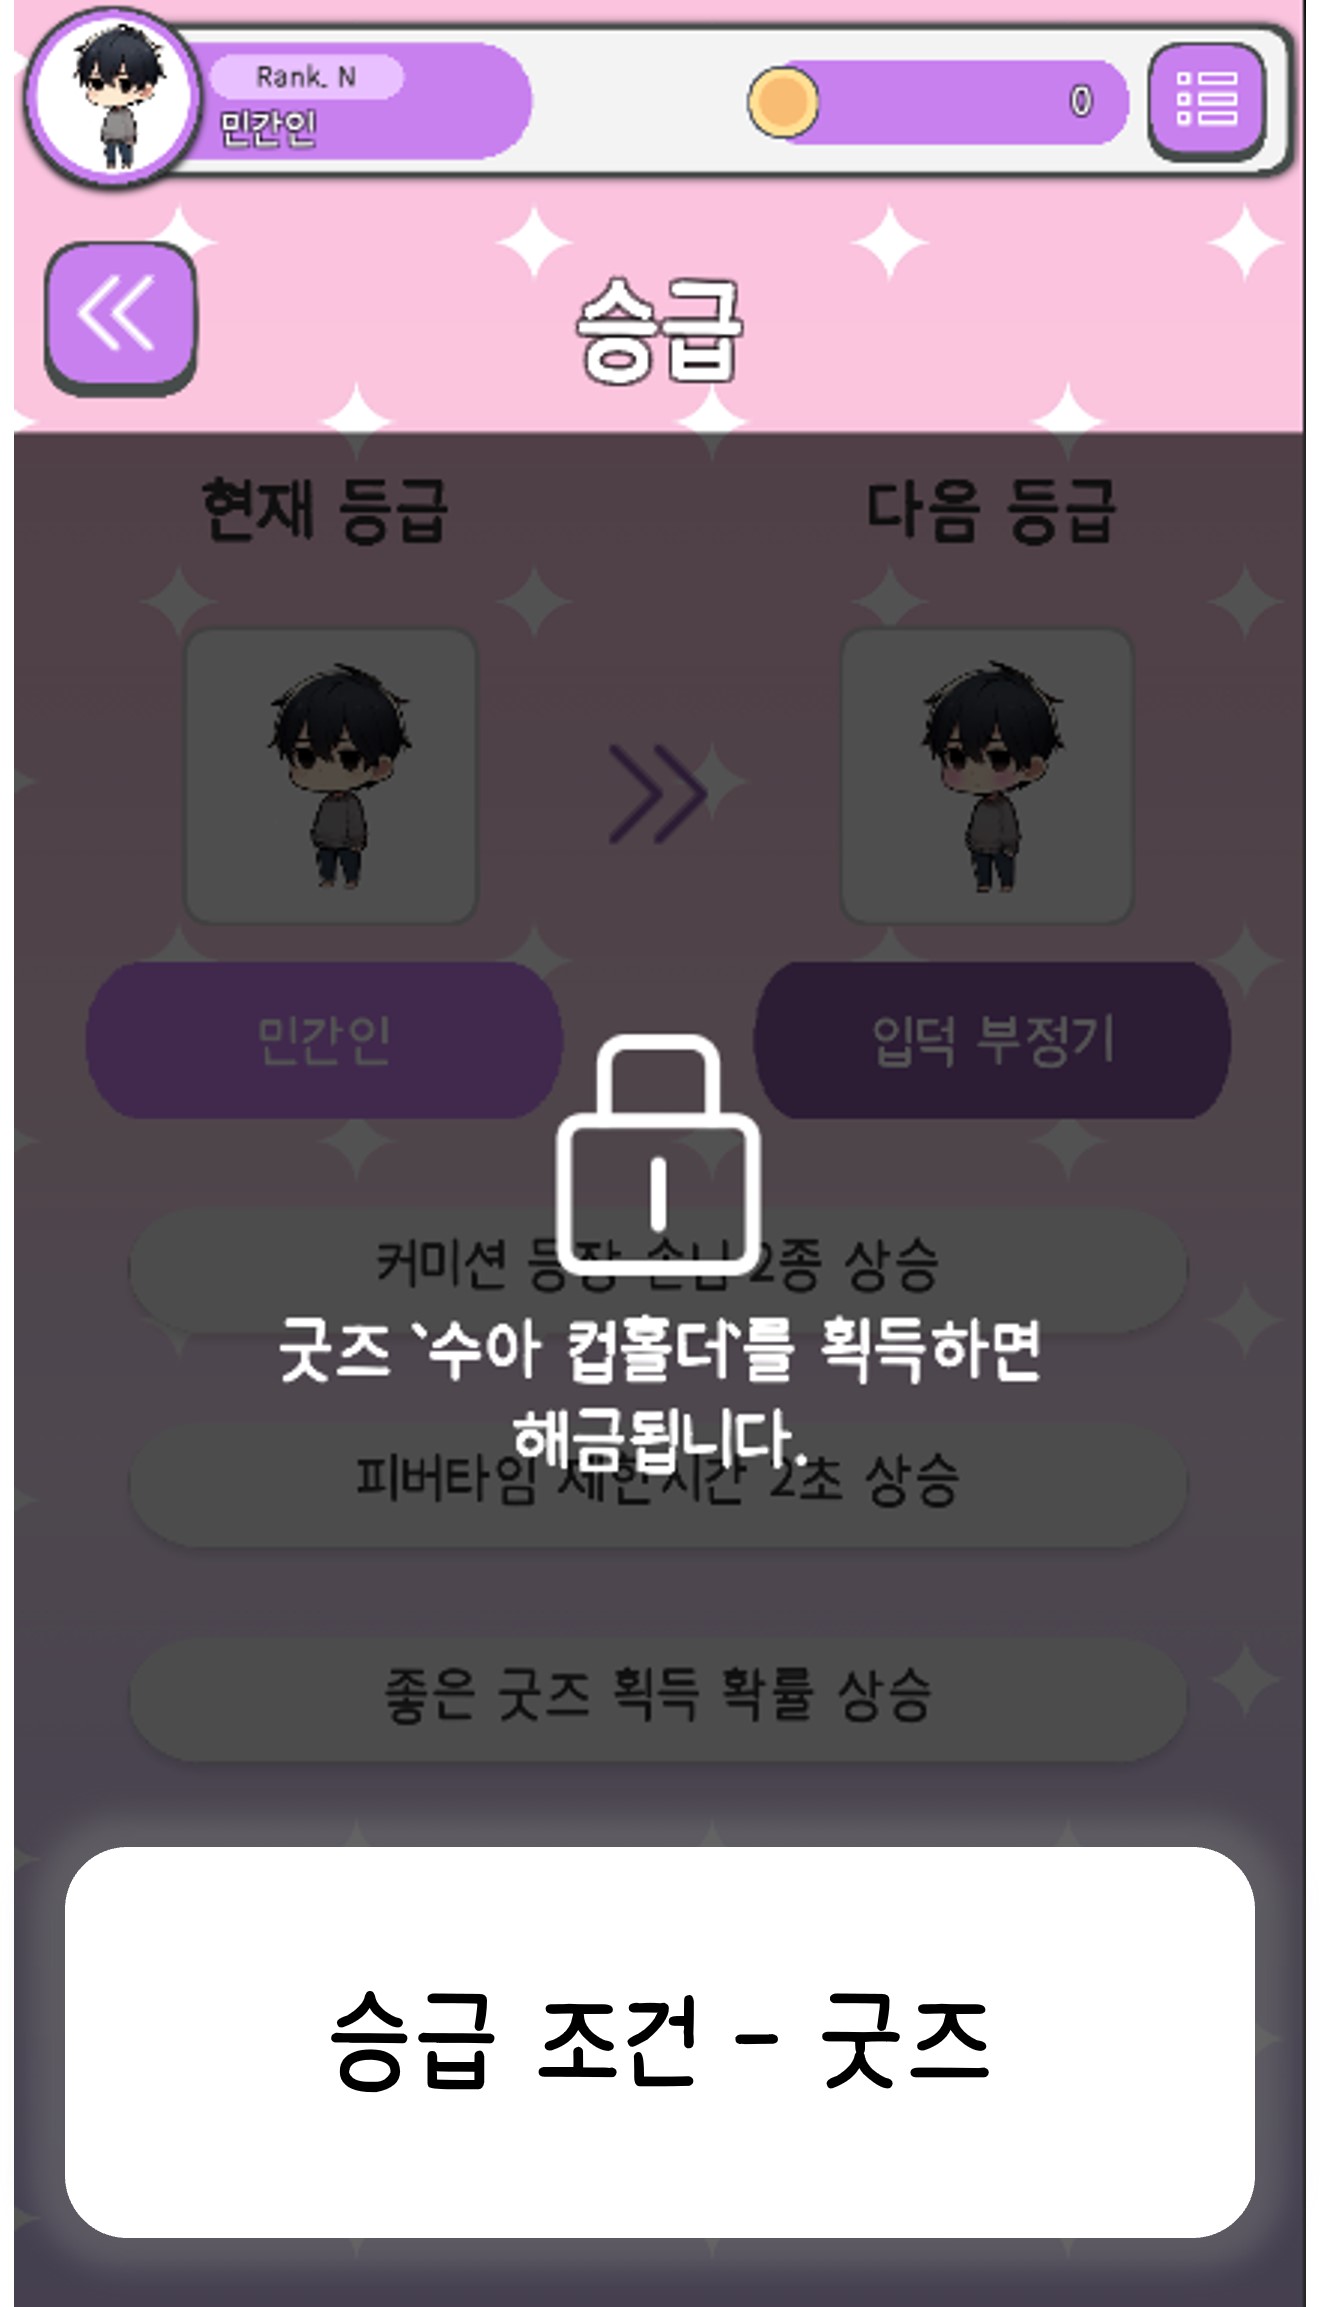 Rank. N
민간인
0
승급
현재 등급
다음 등급
민간인
입덕 부정기
커미션 등장 손님 2종 상승
굿즈 `수아 컵홀더`를 획득하면
해금됩니다.
피버타임 제한시간 2초 상승
좋은 굿즈 획득 확률 상승
승급 조건 - 굿즈